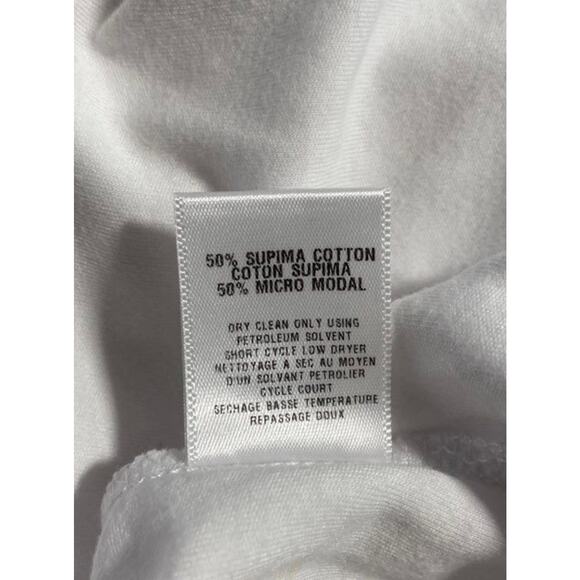 50% SUPIMA COTTON
COTON SUPIMA
50% MICRO MODAL
DRY CLEAN ONLY USING
PETROLEUM SOLVENT
SHORT CYCLE LOW DRYER
NETTOYAGE A SEC AU MOYEN
D'UN SOLVANT PETROLIER
CYCLE COURT
SECHAGE BASSE TEMPERATURE
REPASSAGE DOUX